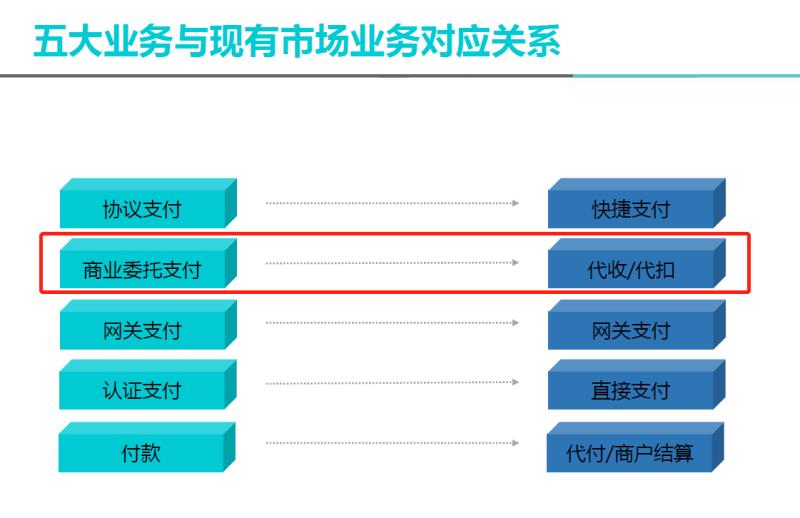 五大业务与现有市场业务对应关系
协议支付
快捷支付
商业委托支付
代收/代扣
网关支付
网关支付
认证支付
直接支付
付款
代付/商户结算